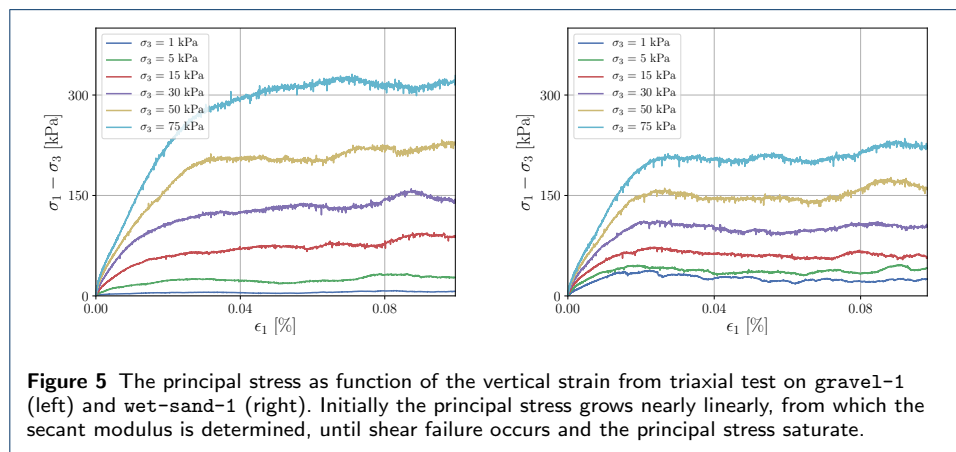 σ₃ = 1 kPa
σ₃ = 5 kPa
σ₃ = 15 kPa
σ₃ = 30 kPa
σ₃ = 50 kPa
σ₃ = 75 kPa
300
150
0
σ₁ − σ₃ [kPa]
0.00 0.04 0.08
ϵ₁ [%]
σ₃ = 1 kPa
σ₃ = 5 kPa
σ₃ = 15 kPa
σ₃ = 30 kPa
σ₃ = 50 kPa
σ₃ = 75 kPa
300
150
0
σ₁ − σ₃ [kPa]
0.00 0.04 0.08
ϵ₁ [%]
Figure 5 The principal stress as function of the vertical strain from triaxial test on gravel-1
(left) and wet-sand-1 (right). Initially the principal stress grows nearly linearly, from which the
secant modulus is determined, until shear failure occurs and the principal stress saturate.